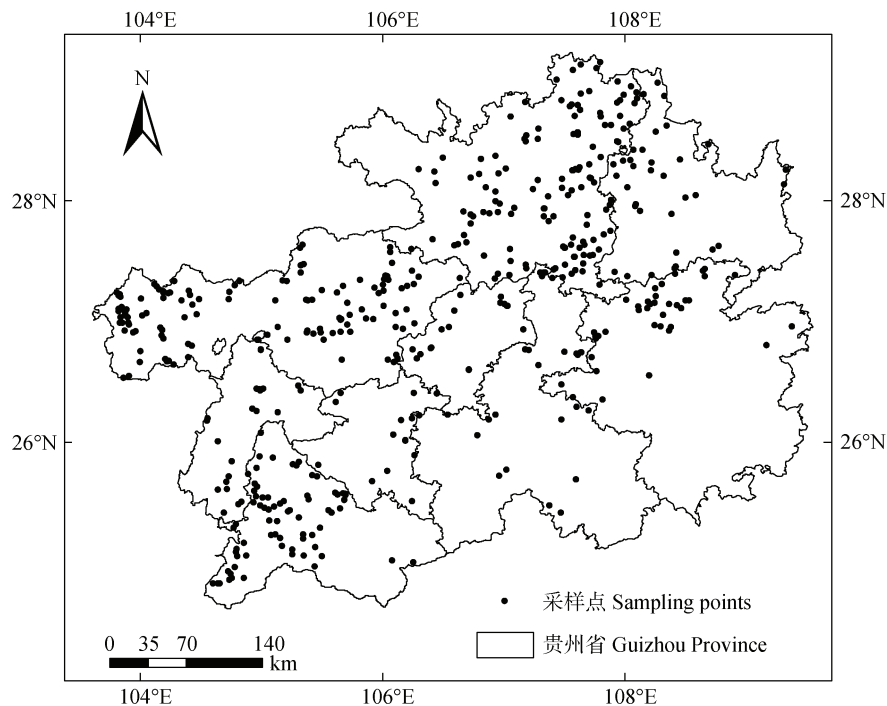 104°E 106°E 108°E
N
28°N 28°N
26°N 26°N
采样点 Sampling points
贵州省 Guizhou Province
0 35 70 140
km
104°E 106°E 108°E